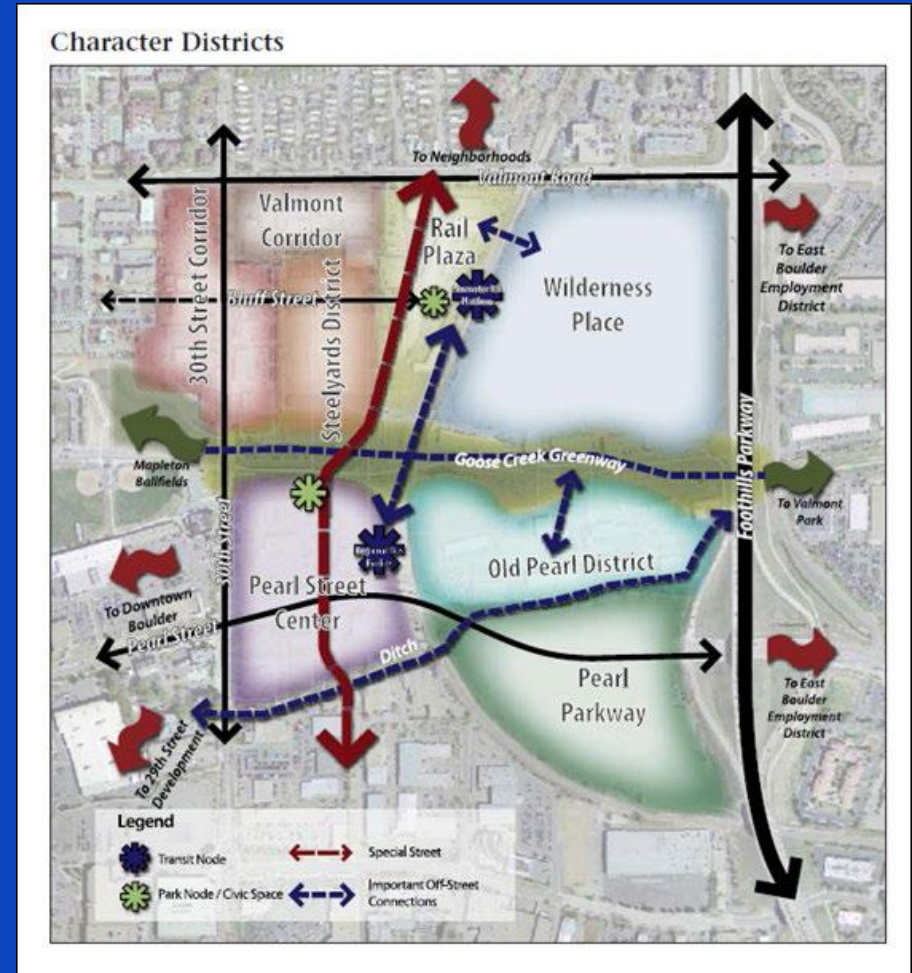 Character Districts
To Neighborhoods
Valmont Road
30th Street Corridor
Valmont
Corridor
Rail
Plaza
Wilderness
Place
To East
Boulder
Employment
District
Bluff Street
Steelyards District
Foothills Parkway
Mapleton
Ballfields
Goose Creek Greenway
To Valmont
Park
30th Street
Old Pearl District
Pearl Street
Center
To Downtown
Boulder
Pearl Street
Ditch
Pearl
Parkway
To East
Boulder
Employment
District
To 29th Street
Development
Legend
Transit Node
Special Street
Park Node / Civic Space
Important Off-Street
Connections